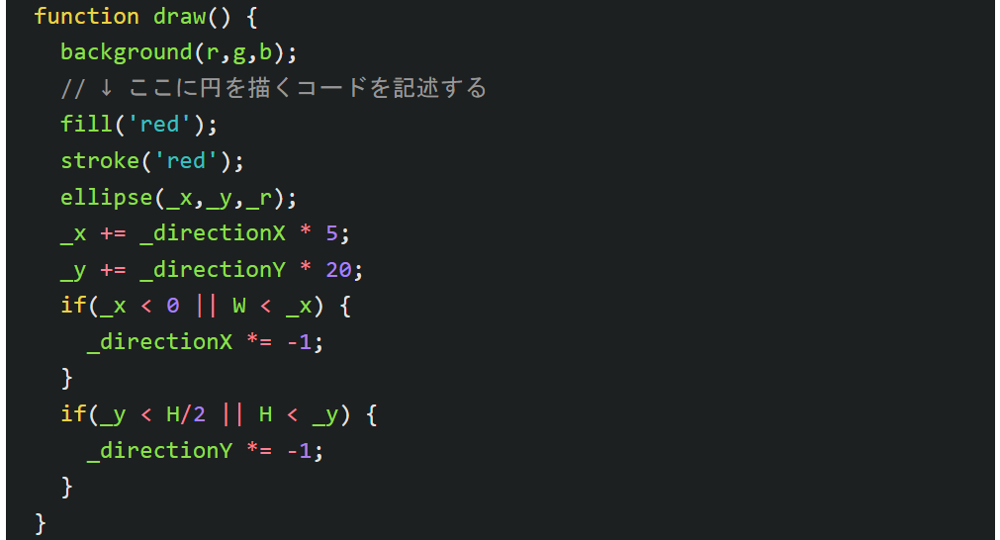 function draw() {
  background(r,g,b);
  // ↓ ここに円を描くコードを記述する
  fill('red');
  stroke('red');
  ellipse(_x,_y,_r);
  _x += _directionX * 5;
  _y += _directionY * 20;
  if(_x < 0 || W < _x) {
    _directionX *= -1;
  }
  if(_y < H/2 || H < _y) {
    _directionY *= -1;
  }
}